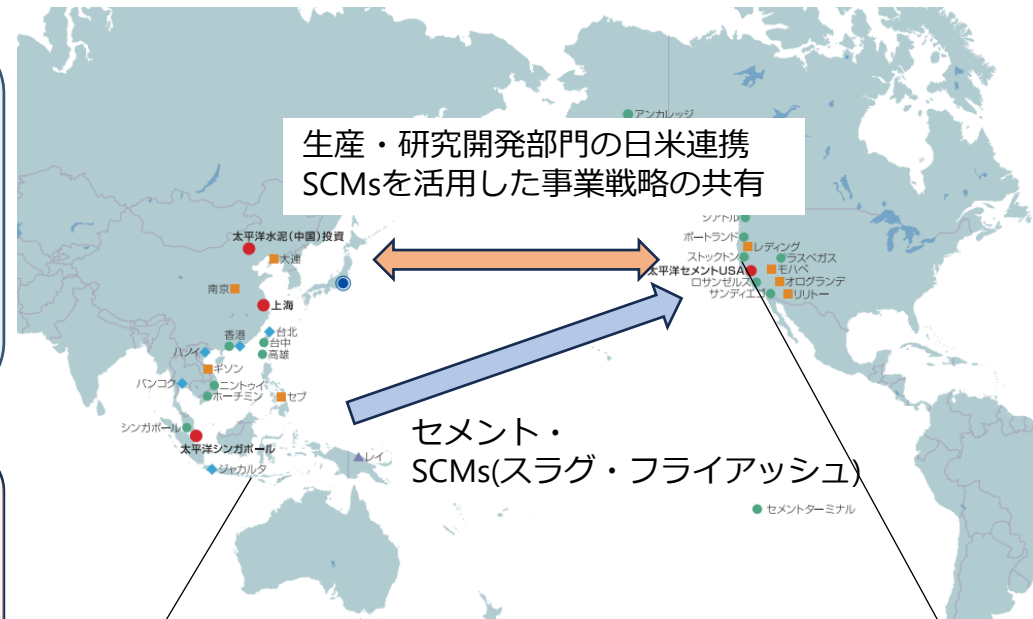 アンカレッジ
生産・研究開発部門の日米連携
SCMsを活用した事業戦略の共有
シアトル
ポートランド
レディング
ストックトン
ラスベガス
太平洋セメントUSA
モハベ
ロサンゼルス
オログランデ
サンディエゴ
リリトー
太平洋水泥(中国)投資
大連
南京
上海
香港
台北
台中
ハノイ
高雄
ギソン
バンコク
ニントゥイ
ホーチミン
セブ
シンガポール
太平洋シンガポール
ジャカルタ
レイ
セメント・
SCMs(スラグ・フライアッシュ)
セメントターミナル